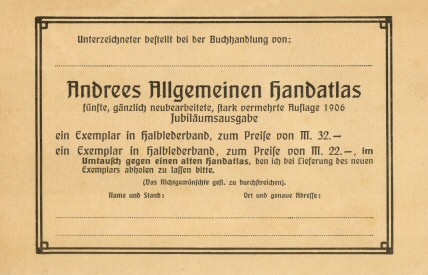 Unterzeichneter bestellt bei der Buchhandlung von:
Andrees Allgemeinen Handatlas
fünfte, gänzlich neubearbeitete, stark vermehrte Auflage 1906
Jubiläumsausgabe
ein Exemplar in Halblederband, zum Preise von M. 32.—
ein Exemplar in Halblederband, zum Preise von M. 22.—, im
Umtausch gegen einen alten Handatlas, den ich bei Lieferung des neuen
Exemplars abholen zu lassen bitte.
(Das Nichtgewünschte gefl. zu durchstreichen).
Name und Stand: Ort und genaue Adresse: